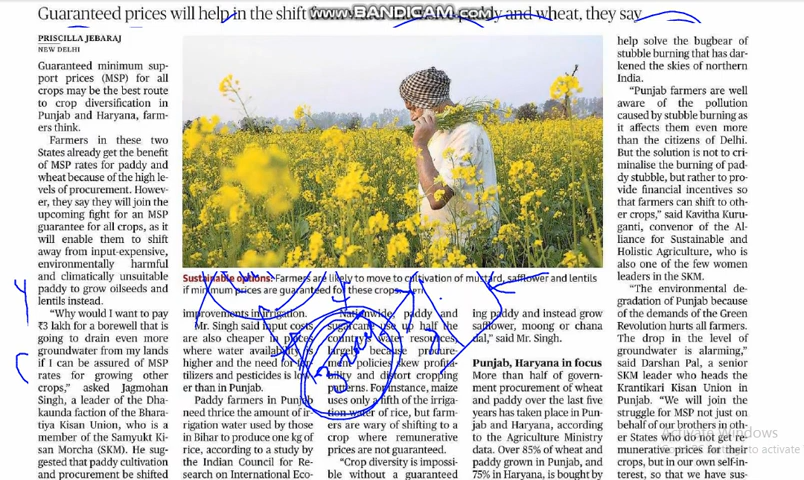 Guaranteed prices will help in the shift
www.BANDICAM.com
paddy and wheat, they say
PRISCILLA JEBARAJ
NEW DELHI
Guaranteed minimum sup-
port prices (MSP) for all
crops may be the best route
to crop diversification in
Punjab and Haryana, farm-
ers think.
Farmers in these two
States already get the benefit
of MSP rates for paddy and
wheat because of the high le-
vels of procurement. Howev-
er, they say they will join the
upcoming fight for an MSP
guarantee for all crops, as it
will enable them to shift
away from input-expensive,
environmentally harmful
and climatically unsuitable
paddy to grow oilseeds and
lentils instead.
"Why would I want to pay
₹3 lakh for a borewell that is
going to drain even more
groundwater from my lands
if I can be assured of MSP
rates for growing other
crops," asked Jagmohan
Singh, a leader of the Da-
kaunda faction of the Bhara-
tiya Kisan Union, who is a
member of the Samyukt Ki-
san Morcha (SKM). He sug-
gested that paddy cultivation
and procurement be shifted
Sustainable options: Farmers are likely to move to cultivation of mustard, safflower and lentils
if minimum prices are guaranteed for these crops.
improvements in irrigation.
Mr. Singh said input costs
are also cheaper in places
where water availability is
higher and the need for fer-
tilizers and pesticides is low-
er than in Punjab.
Paddy farmers in Punjab
need thrice the amount of ir-
rigation water used by those
in Bihar to produce one kg of
rice, according to a study by
the Indian Council for Re-
search on International Eco-
Nationwide, paddy and
sugarcane use up half the
country's water resources,
largely because procure-
ment policies skew profita-
bility and distort cropping
patterns. For instance, maize
uses only a fifth of the irriga-
tion water of rice, but farm-
ers are wary of shifting to a
crop where remunerative
prices are not guaranteed.
"Crop diversity is impossi-
ble without a guaranteed
ing paddy and instead grow
safflower, moong or chana
dal," said Mr. Singh.
Punjab, Haryana in focus
More than half of govern-
ment procurement of wheat
and paddy over the last five
years has taken place in Pun-
jab and Haryana, according
to the Agriculture Ministry
data. Over 85% of wheat and
paddy grown in Punjab, and
75% in Haryana, is bought by
help solve the bugbear of
stubble burning that has dar-
kened the skies of northern
India.
"Punjab farmers are well
aware of the pollution
caused by stubble burning as
it affects them even more
than the citizens of Delhi.
But the solution is not to cri-
minalise the burning of pad-
dy stubble, but rather to pro-
vide financial incentives so
that farmers can shift to oth-
er crops," said Kavitha Kuru-
ganti, convenor of the Al-
liance for Sustainable and
Holistic Agriculture, who is
also one of the few women
leaders in the SKM.
"The environmental de-
gradation of Punjab because
of the demands of the Green
Revolution hurts all farmers.
The drop in the level of
groundwater is alarming,"
said Darshan Pal, a senior
SKM leader who heads the
Krantikari Kisan Union in
Punjab. "We will join the
struggle for MSP not just on
behalf of our brothers in oth-
er States who do not get re-
munerative prices for their
crops, but in our own self-in-
terest, so that we have sus-
Activate Windows